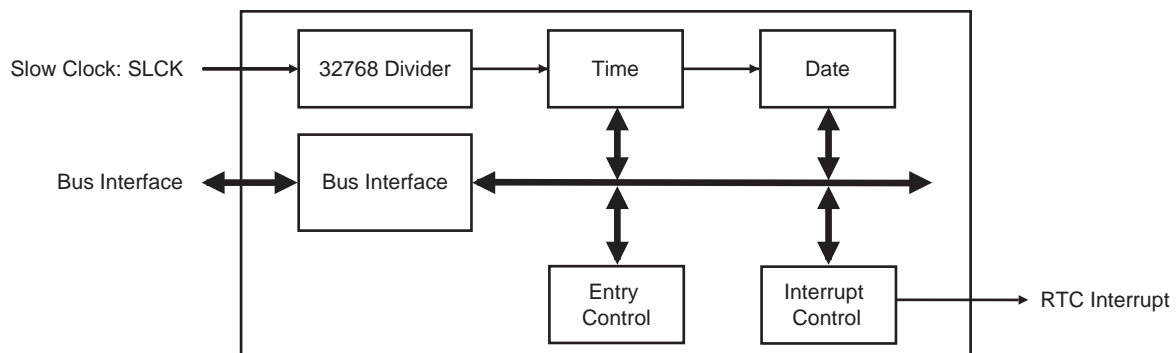 Slow Clock: SLCK
32768 Divider
Time
Date
Bus Interface
Bus Interface
Entry
Control
Interrupt
Control
RTC Interrupt